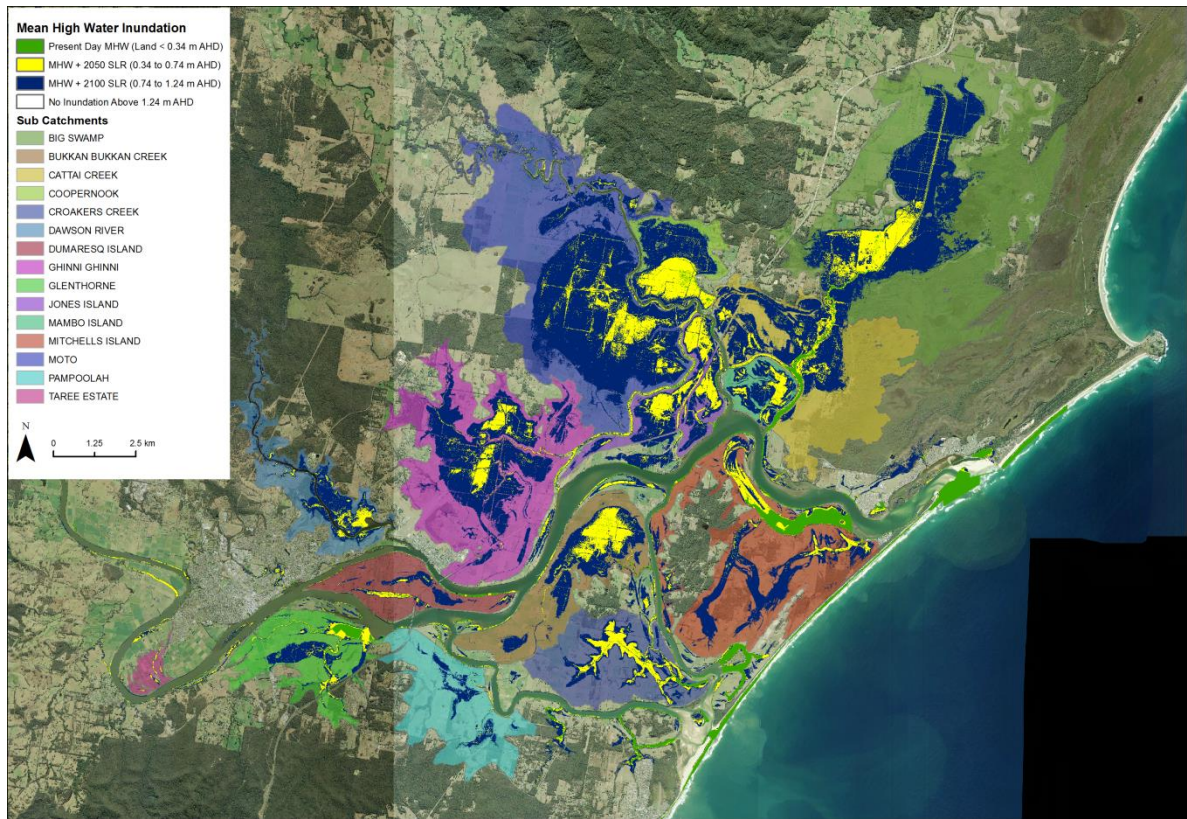 Mean High Water Inundation
Present Day MHW (Land < 0.34 m AHD)
MHW + 2050 SLR (0.34 to 0.74 m AHD)
MHW + 2100 SLR (0.74 to 1.24 m AHD)
No Inundation Above 1.24 m AHD
Sub Catchments
BIG SWAMP
BUKKAN BUKKAN CREEK
CATTAI CREEK
COOPERNOOK
CROAKERS CREEK
DAWSON RIVER
DUMARESQ ISLAND
GHINNI GHINNI
GLENTHORNE
JONES ISLAND
MAMBO ISLAND
MITCHELLS ISLAND
MOTO
PAMPOOLAH
TAREE ESTATE
N
0 1.25 2.5 km